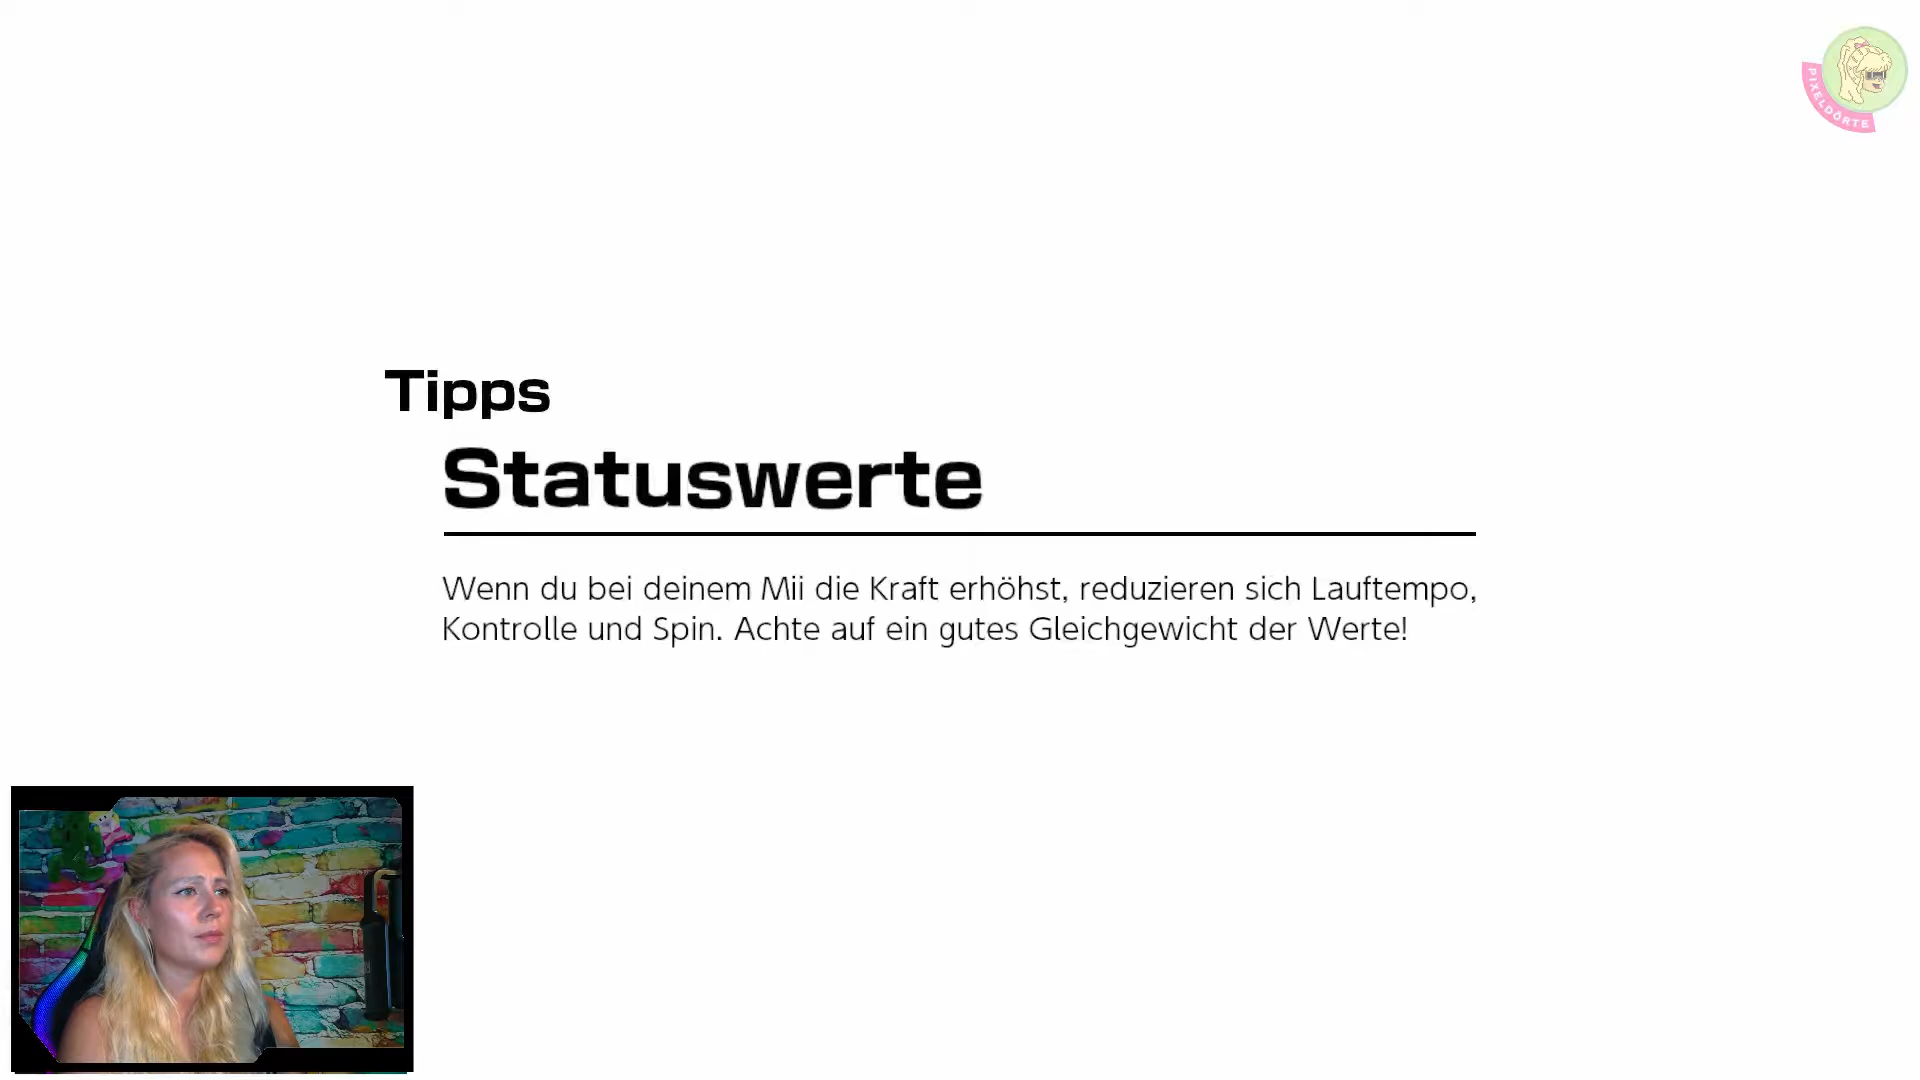 PIXELDÖRTE
Tipps
Statuswerte
Wenn du bei deinem Mii die Kraft erhöhst, reduzieren sich Lauftempo,
Kontrolle und Spin. Achte auf ein gutes Gleichgewicht der Werte!